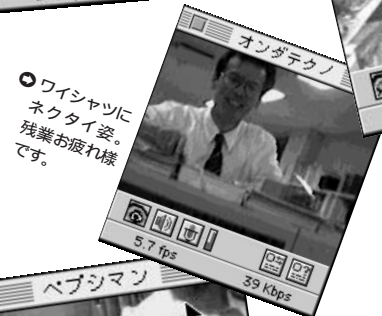 オンダテクノ
ワイシャツに
ネクタイ姿。
残業お疲れ様
です。
5.7 fps
39 Kbps
ペプシマン